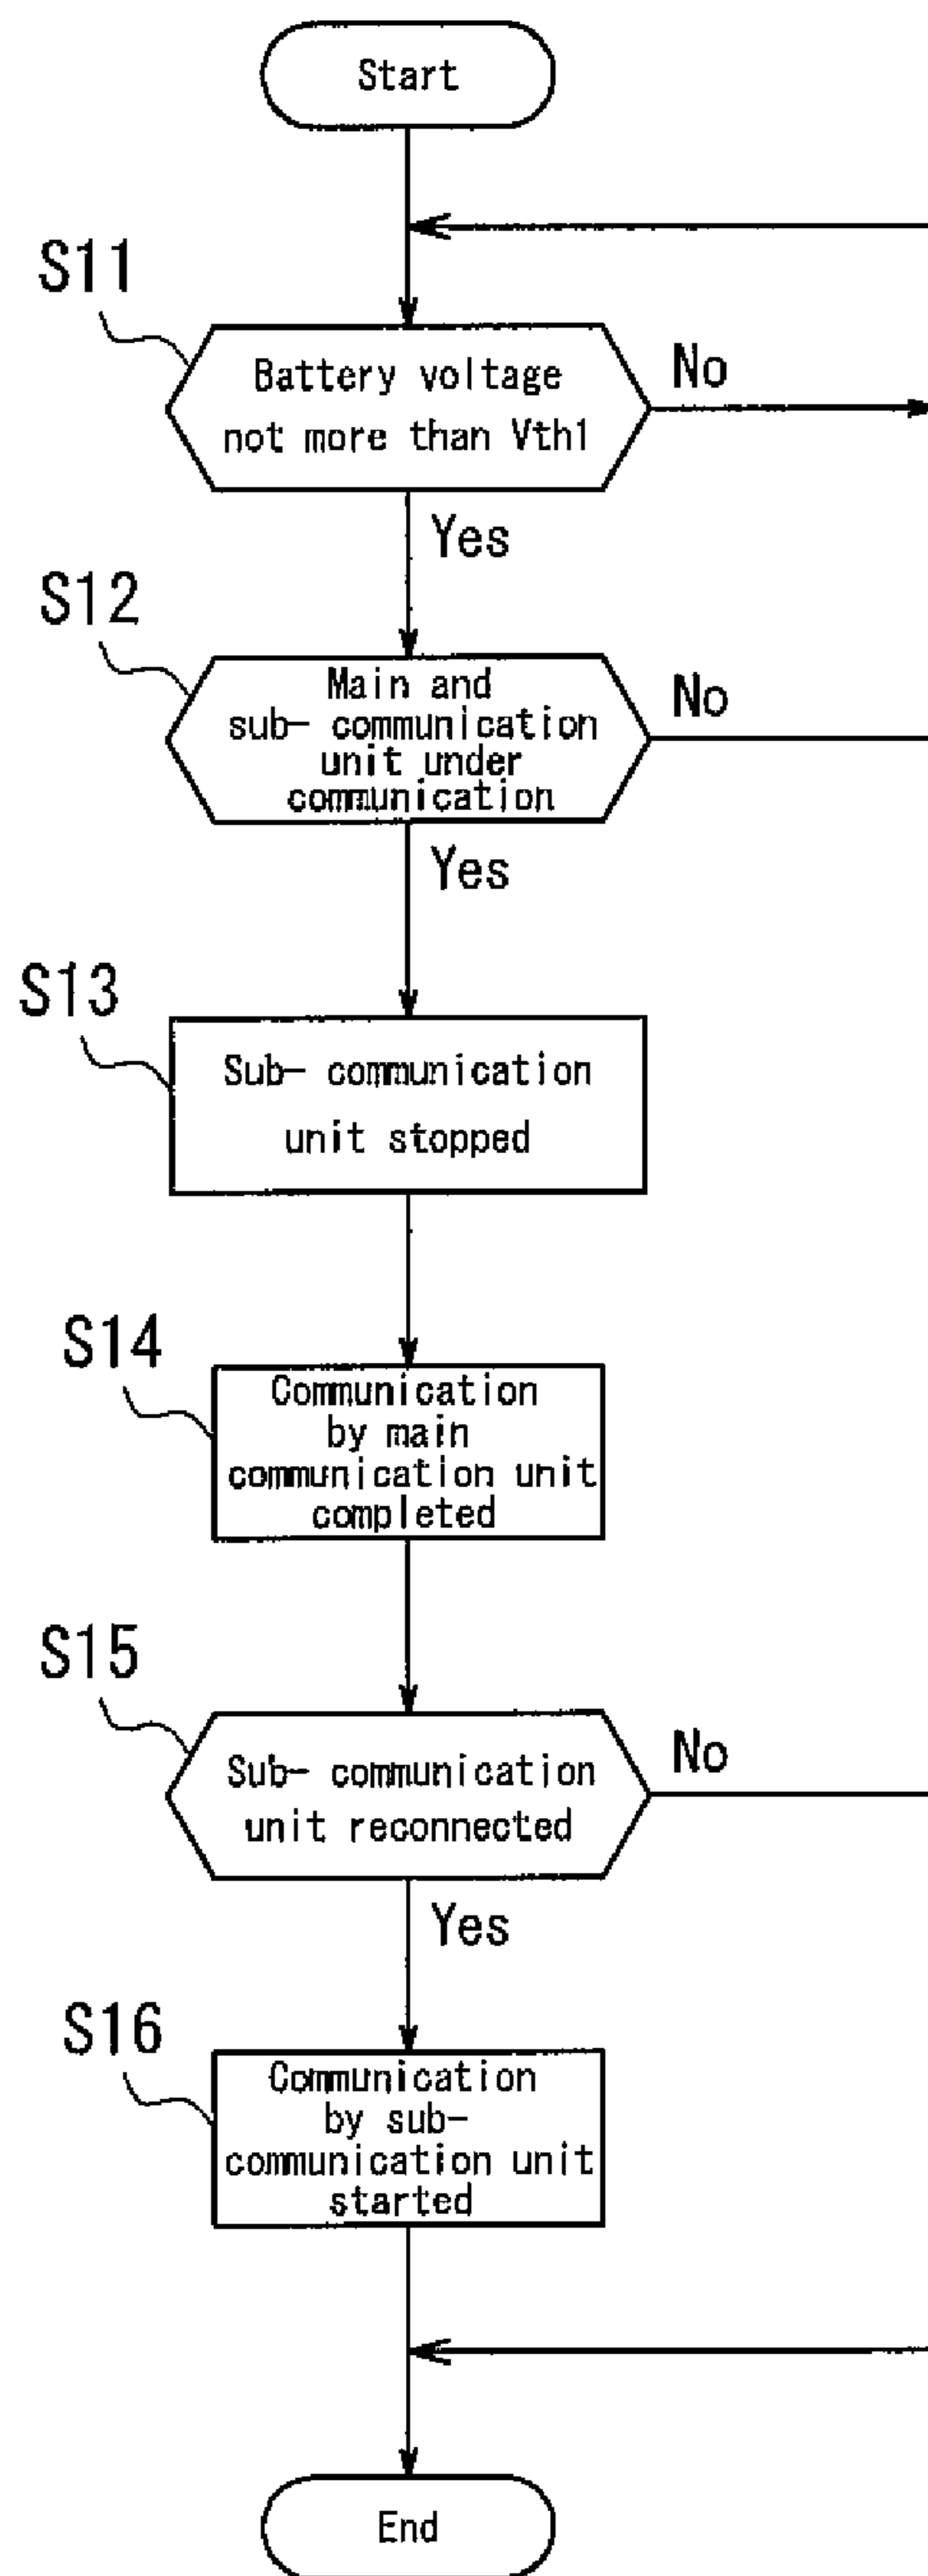 Start
S11
Battery voltage
not more than Vth1
No
Yes
S12
Main and
sub- communication
unit under
communication
No
Yes
S13
Sub- communication
unit stopped
S14
Communication
by main
communication unit
completed
S15
Sub- communication
unit reconnected
No
Yes
S16
Communication
by sub-
communication unit
started
End